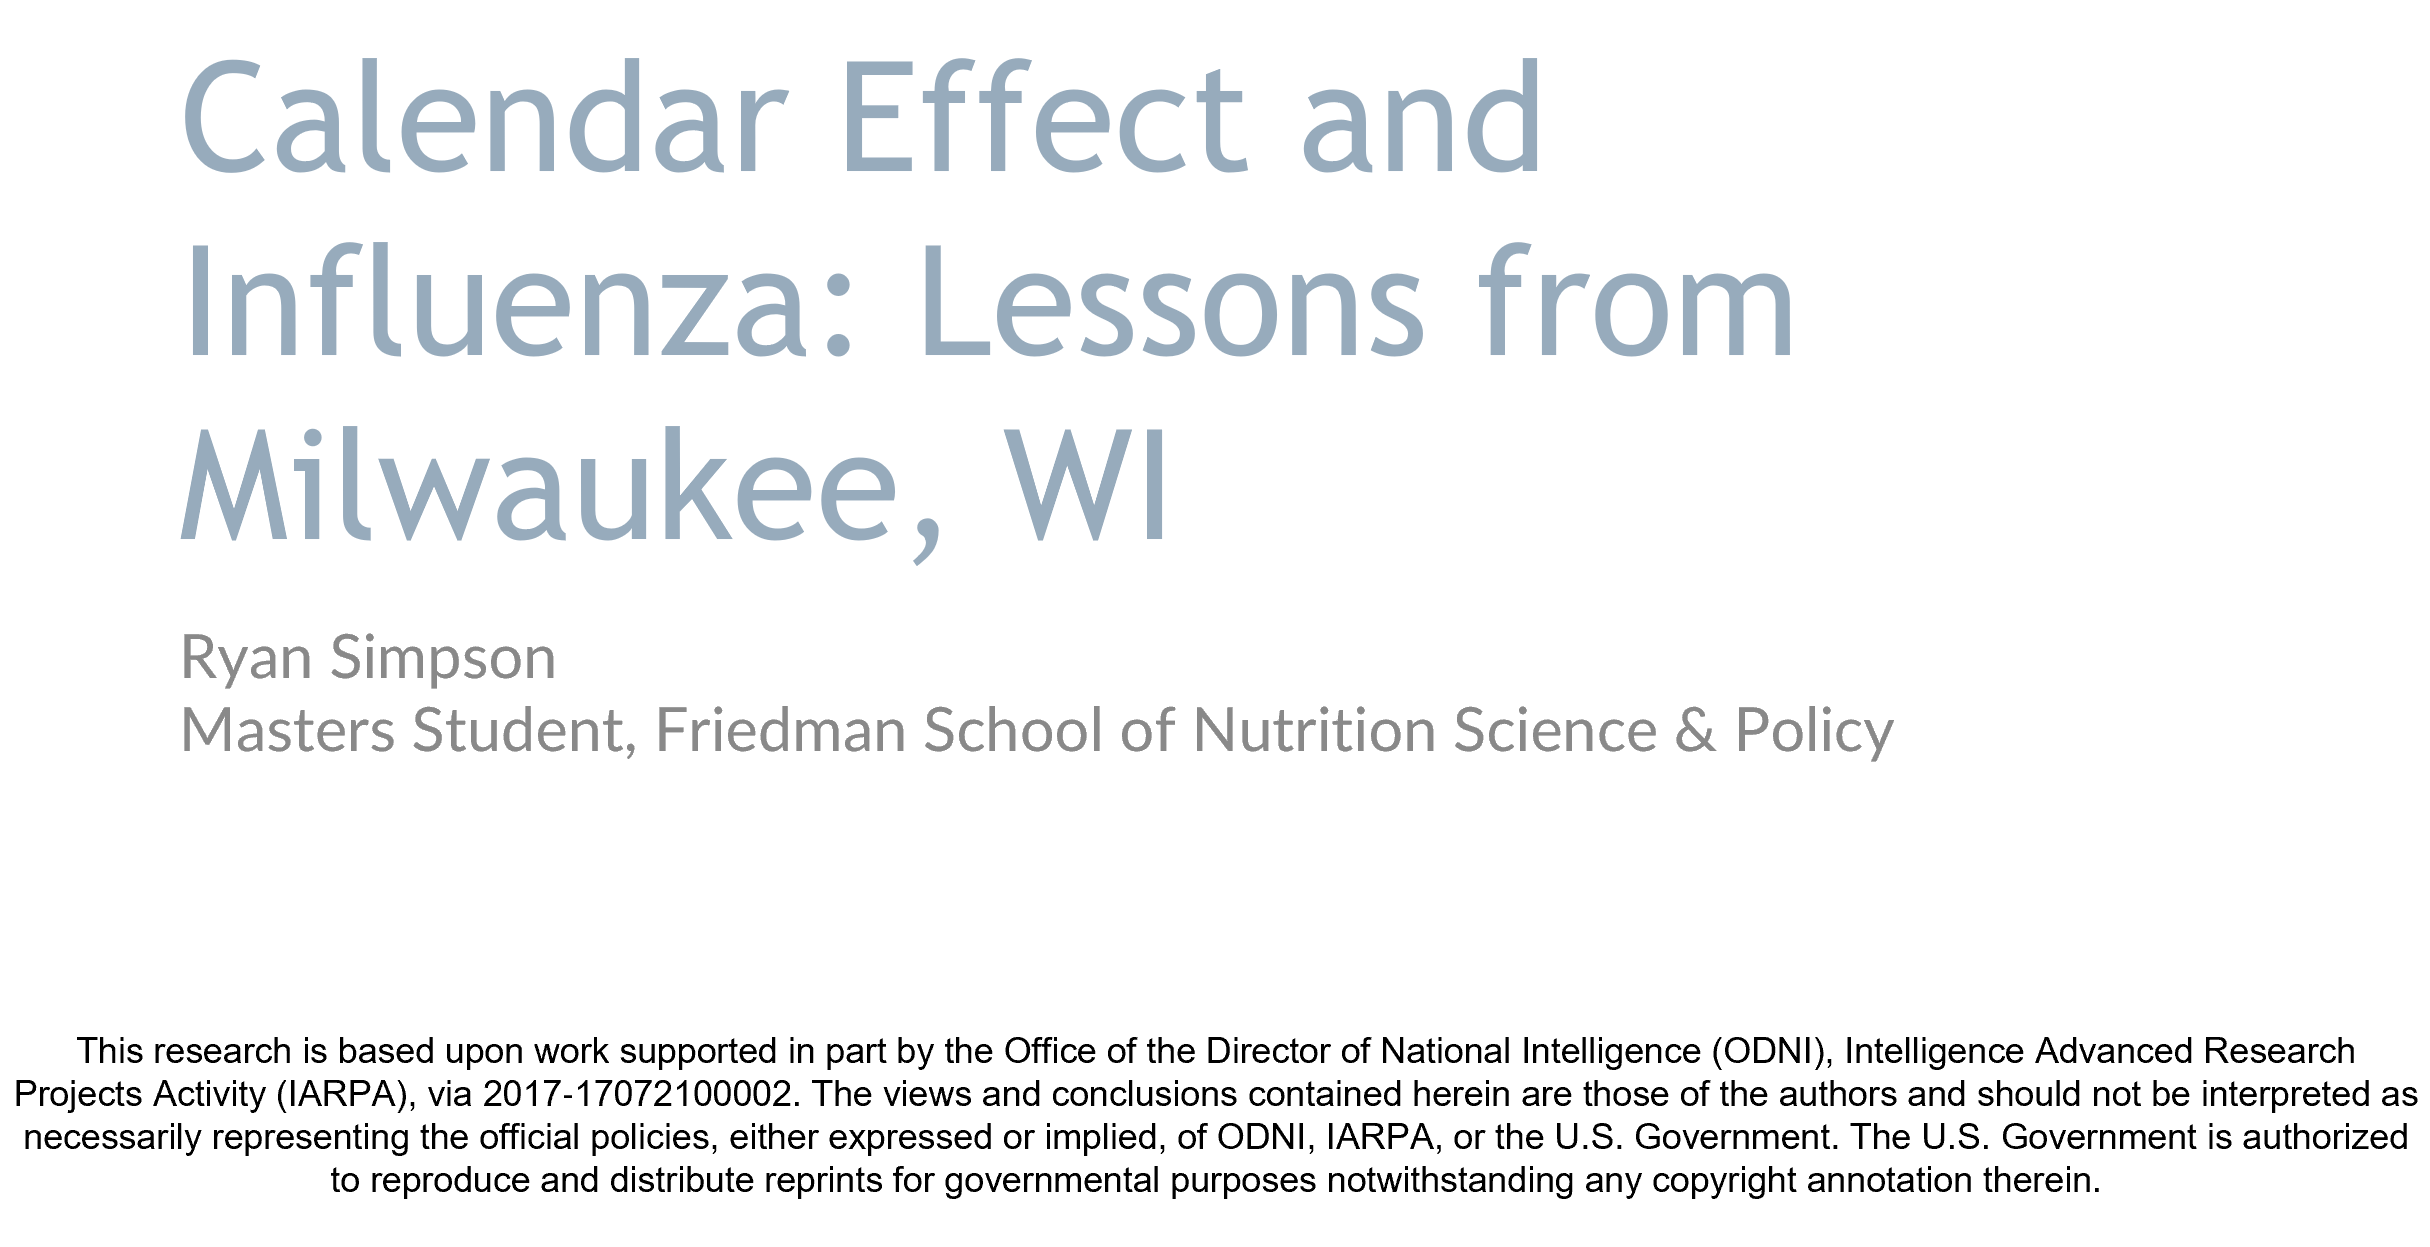 Calendar Effect and
Influenza: Lessons from
Milwaukee, WI
Ryan Simpson
Masters Student, Friedman School of Nutrition Science & Policy
This research is based upon work supported in part by the Office of the Director of National Intelligence (ODNI), Intelligence Advanced Research
Projects Activity (IARPA), via 2017-17072100002. The views and conclusions contained herein are those of the authors and should not be interpreted as
necessarily representing the official policies, either expressed or implied, of ODNI, IARPA, or the U.S. Government. The U.S. Government is authorized
to reproduce and distribute reprints for governmental purposes notwithstanding any copyright annotation therein.